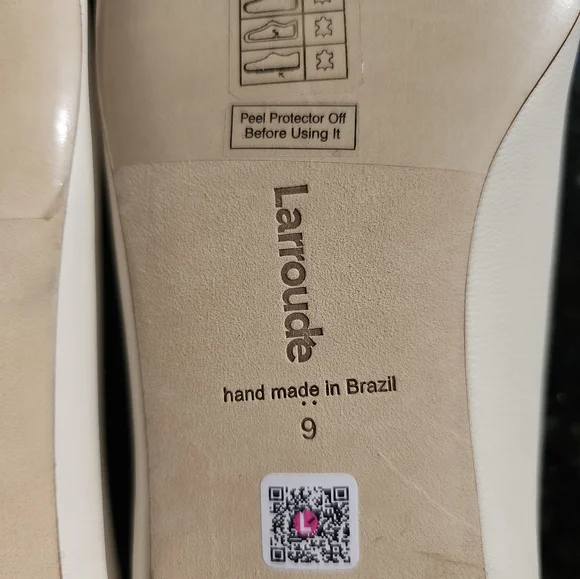 Peel Protector Off
Before Using It
Larroudé
hand made in Brazil
9